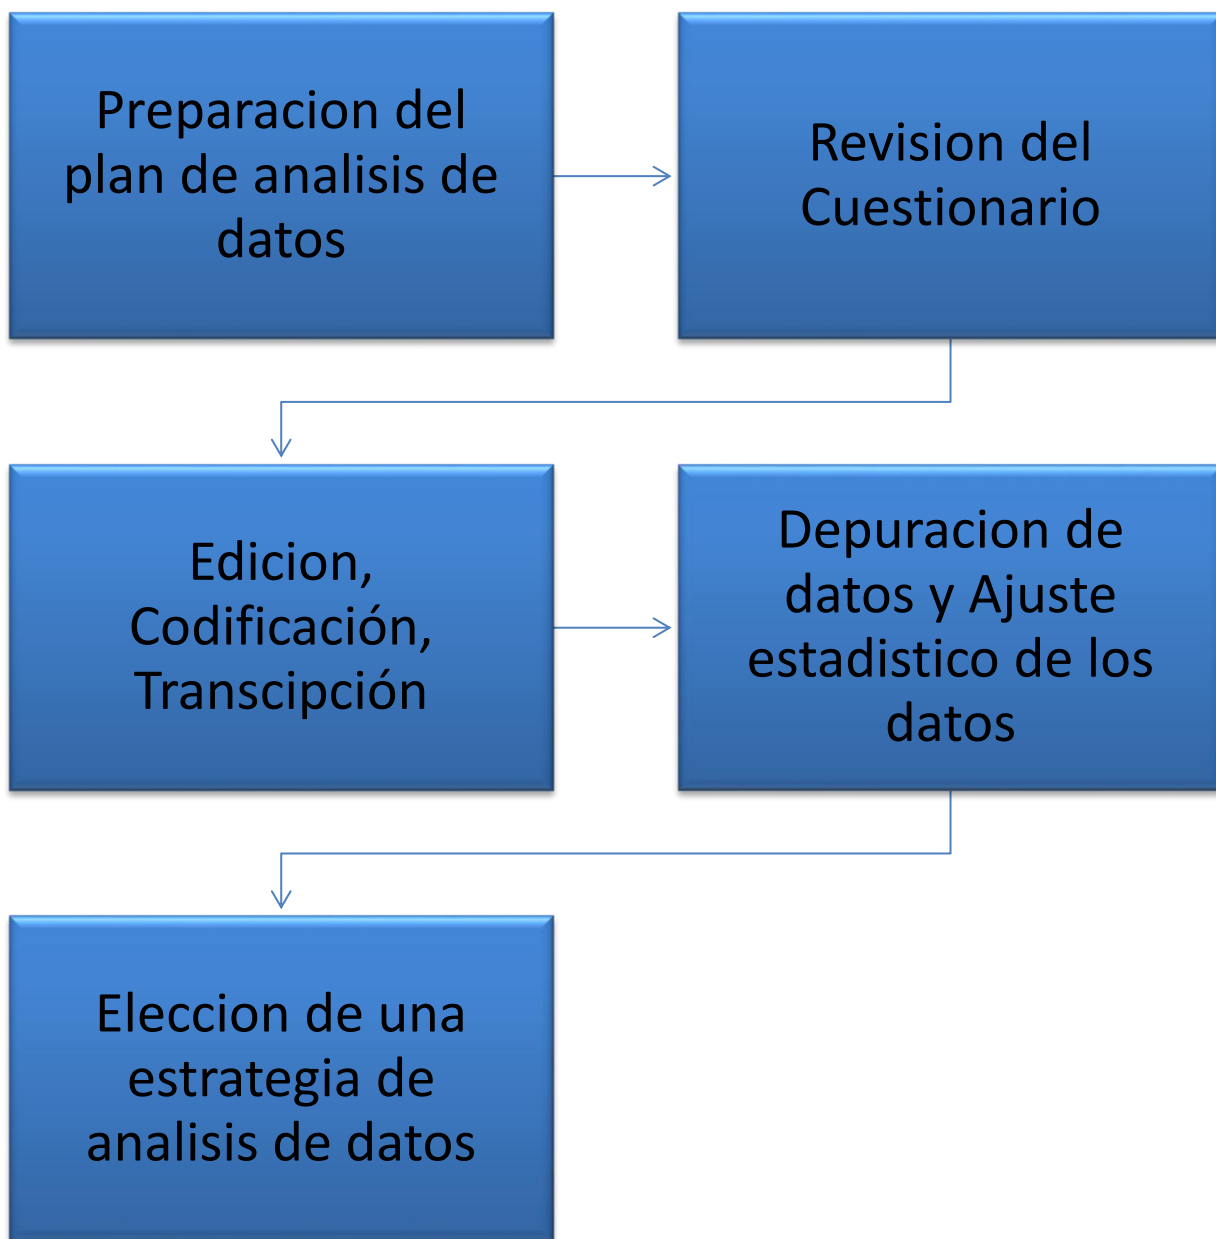 Preparacion del
plan de analisis de
datos
Revision del
Cuestionario
Edicion,
Codificación,
Transcipción
Depuracion de
datos y Ajuste
estadistico de los
datos
Eleccion de una
estrategia de
analisis de datos